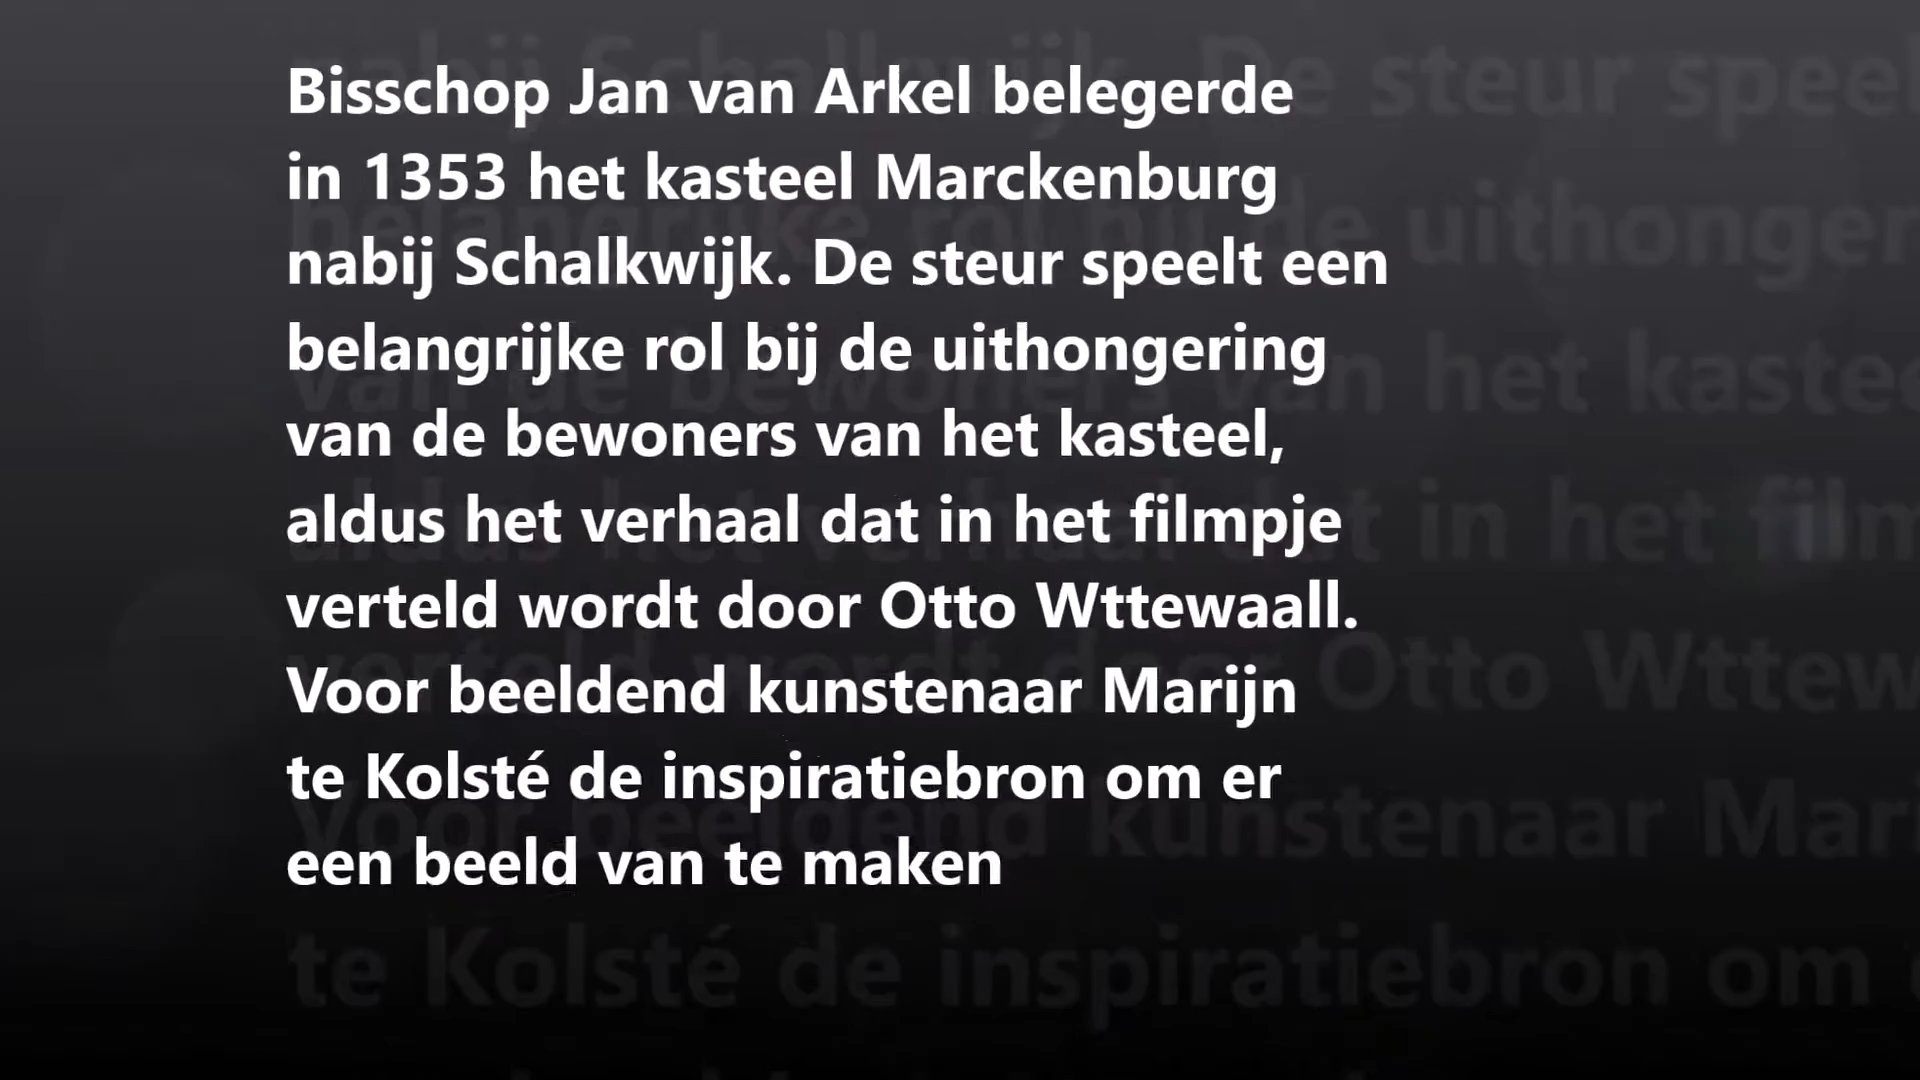 Bisschop Jan van Arkel belegerde
in 1353 het kasteel Marckenburg
nabij Schalkwijk. De steur speelt een
belangrijke rol bij de uithongering
van de bewoners van het kasteel,
aldus het verhaal dat in het filmpje
verteld wordt door Otto Wttewaall.
Voor beeldend kunstenaar Marijn
te Kolsté de inspiratiebron om er
een beeld van te maken